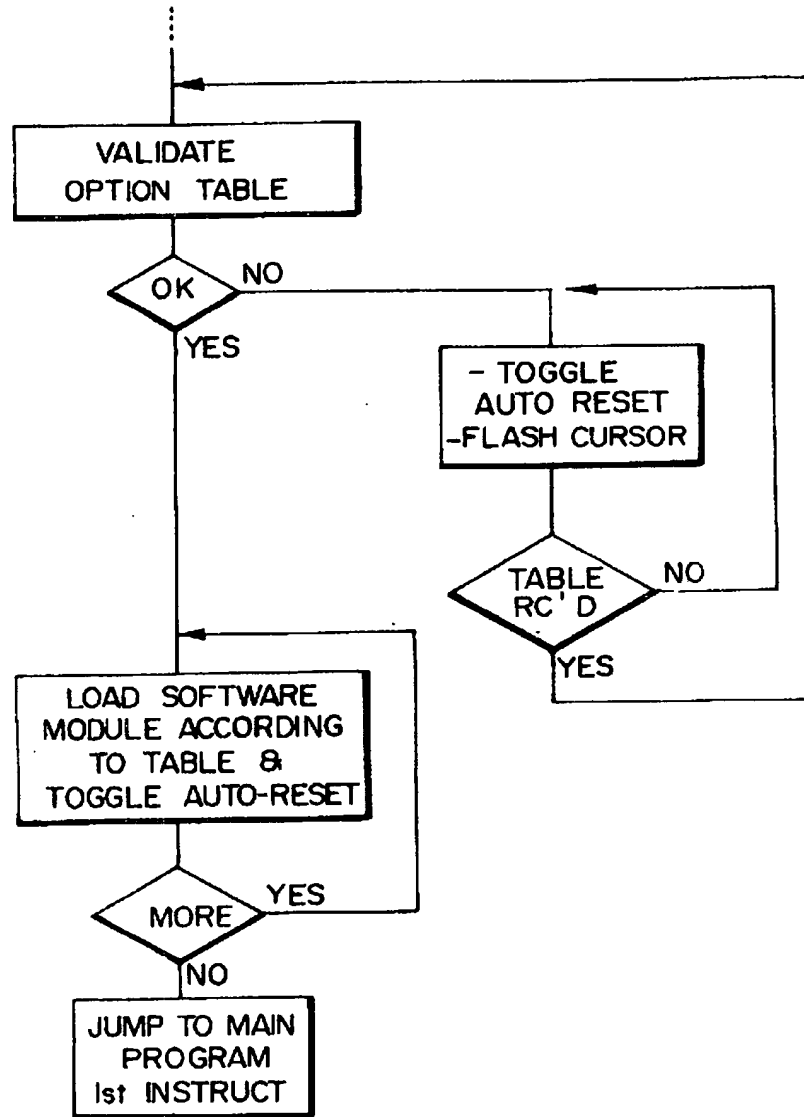 VALIDATE
OPTION TABLE
OK
NO
YES
- TOGGLE
AUTO RESET
-FLASH CURSOR
TABLE
RC'D
NO
YES
LOAD SOFTWARE
MODULE ACCORDING
TO TABLE &
TOGGLE AUTO-RESET
MORE
YES
NO
JUMP TO MAIN
PROGRAM
1st INSTRUCT